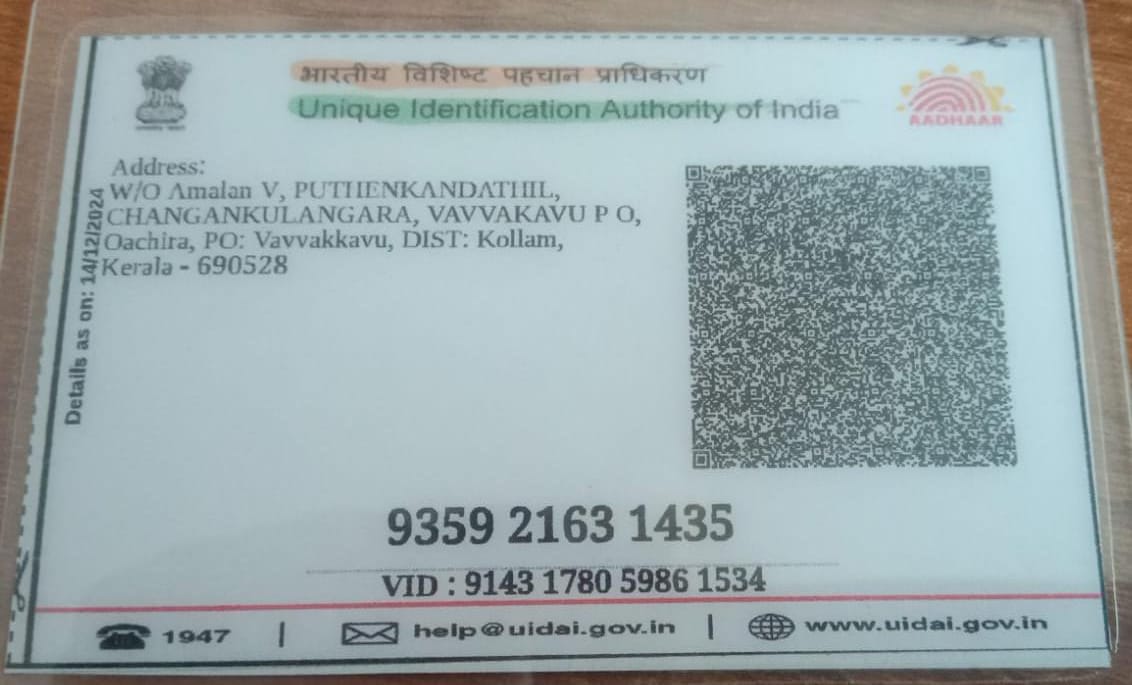 भारतीय विशिष्ट पहचान प्राधिकरण
Unique Identification Authority of India
AADHAAR
Address:
W/O Amalan V, PUTHENKANDATHIL,
CHANGANKULANGARA, VAVVAKAVU P O,
Oachira, PO: Vavvakkavu, DIST: Kollam,
Kerala - 690528
Details as on: 14/12/2024
9359 2163 1435
VID : 9143 1780 5986 1534
1947 | help@uidai.gov.in | www.uidai.gov.in